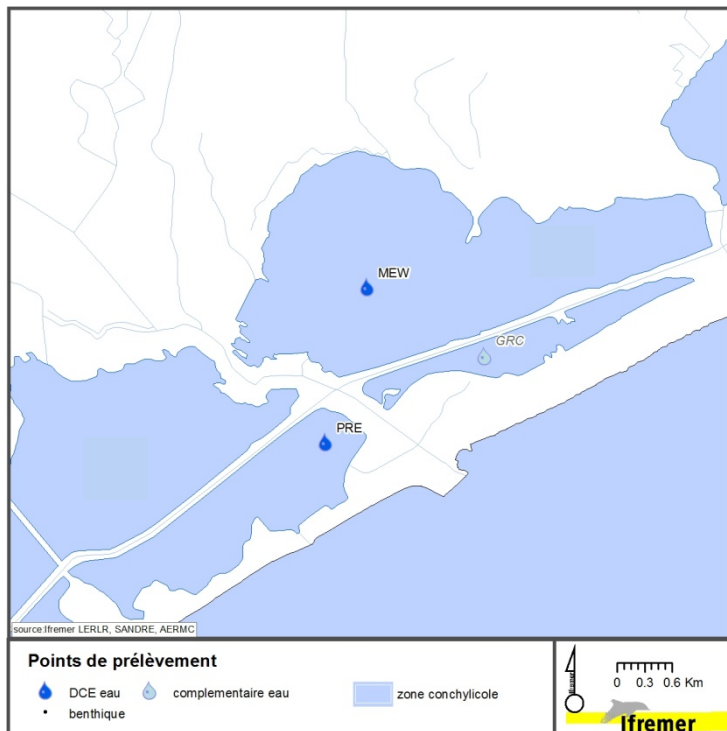 MEW
GRC
PRE
source:Ifremer LERLR, SANDRE, AERMC
Points de prélèvement
DCE eau
complementaire eau
zone conchylicole
benthique
Ifremer
0 0.3 0.6 Km
Ifremer